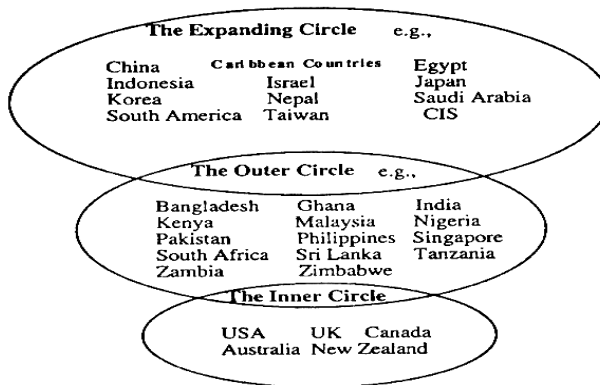 The Expanding Circle e.g.,
China Caribbean Countries Egypt
Indonesia Israel Japan
Korea Nepal Saudi Arabia
South America Taiwan CIS
The Outer Circle e.g.,
Bangladesh Ghana India
Kenya Malaysia Nigeria
Pakistan Philippines Singapore
South Africa Sri Lanka Tanzania
Zambia Zimbabwe
The Inner Circle
USA UK Canada
Australia New Zealand